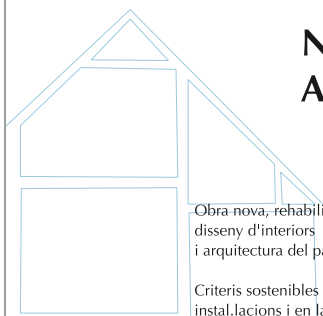 N
A
Obra nova, rehabili
disseny d'interiors
i arquitectura del pa
Criteris sostenibles
instal.lacions i en la